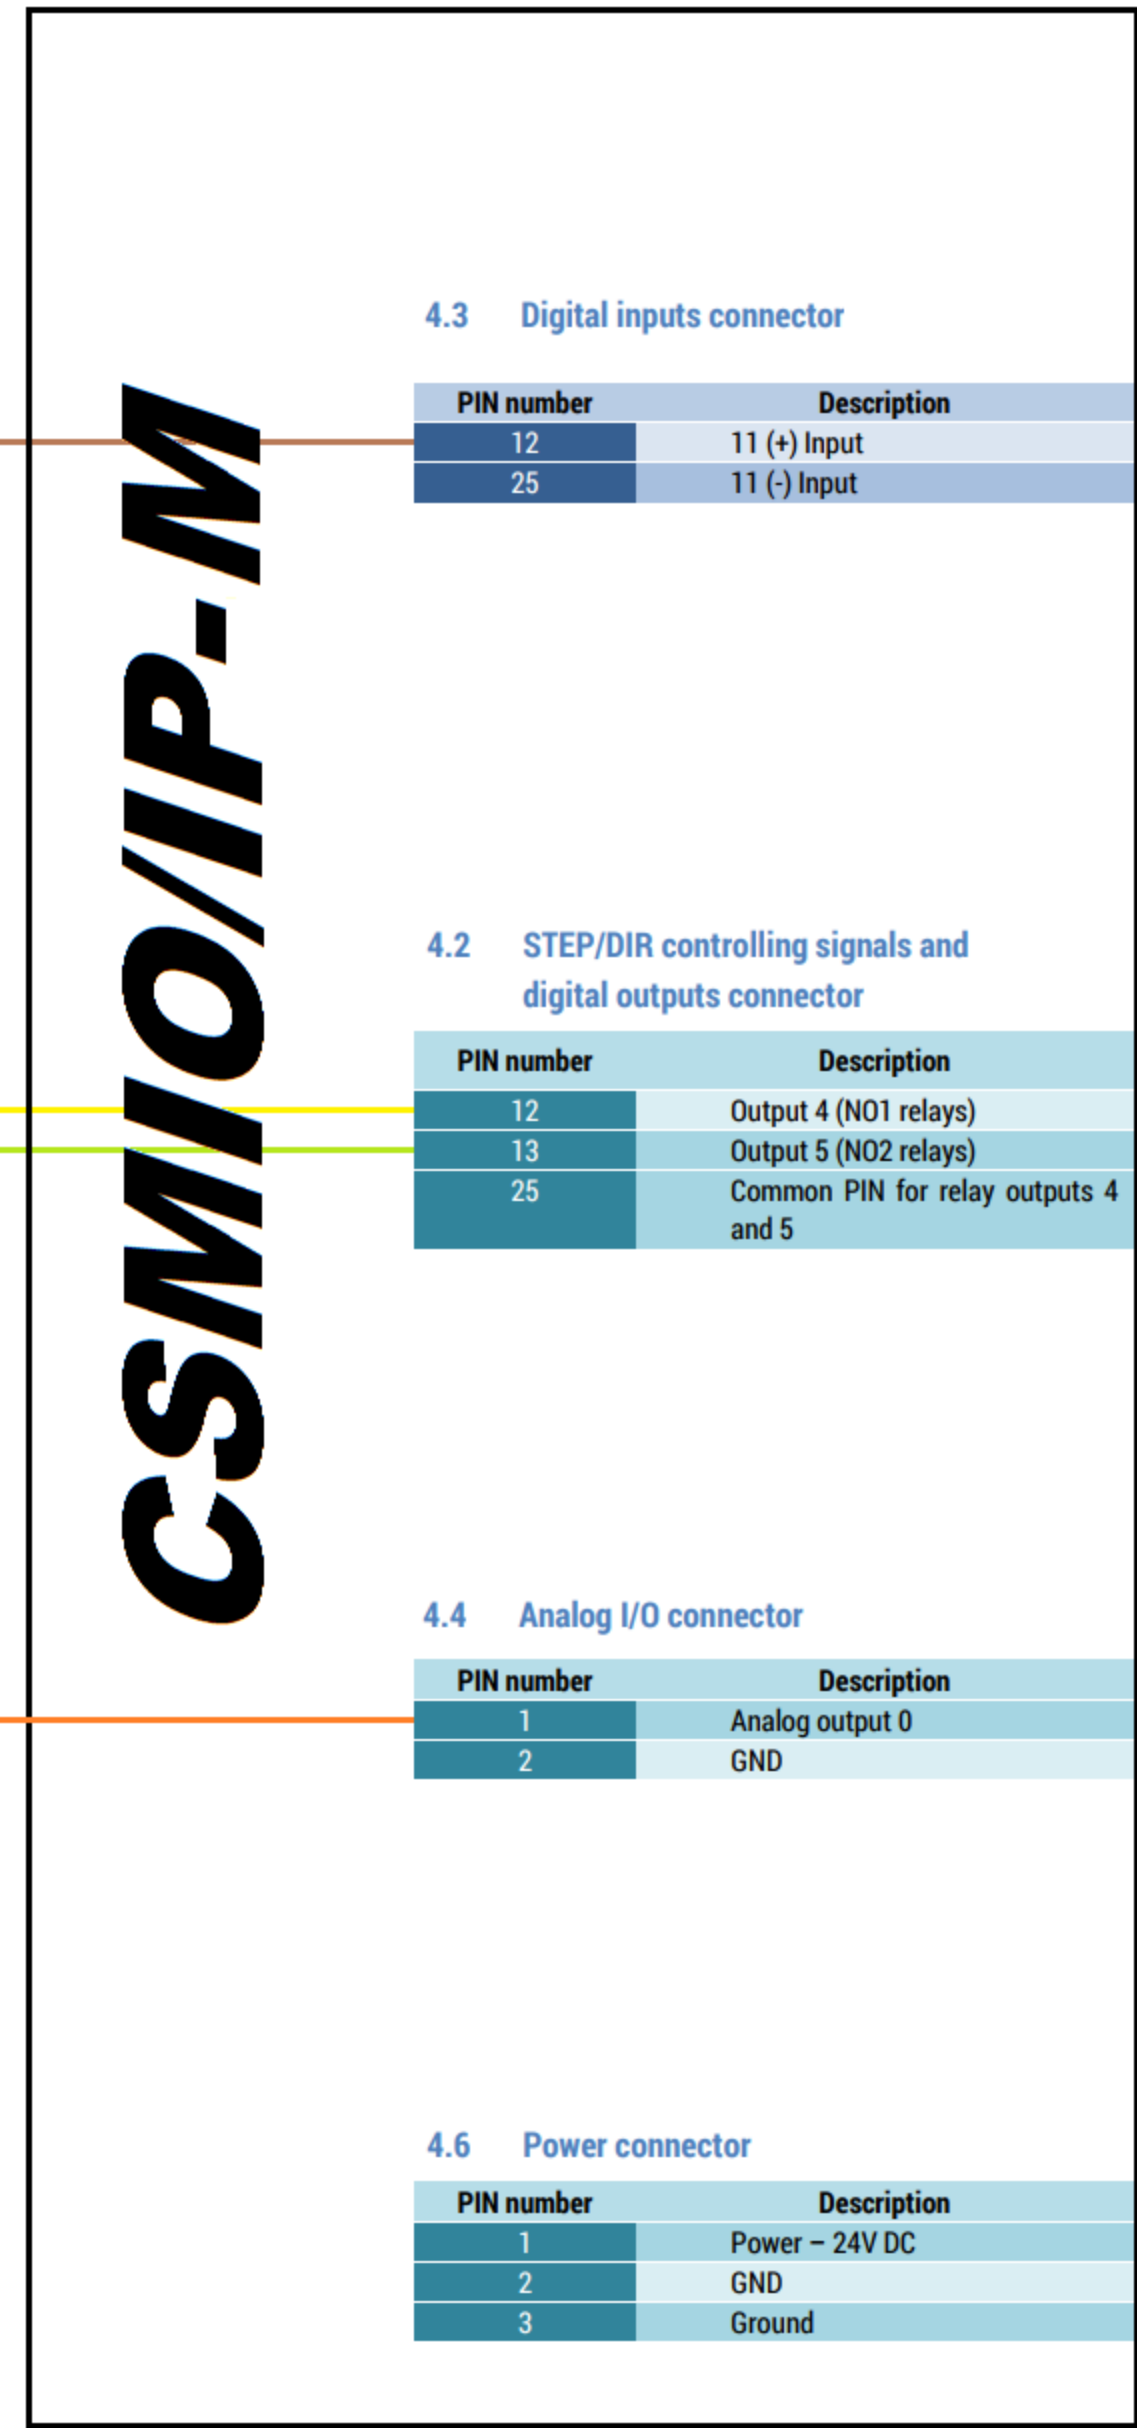 CSMIO/IP-M
4.3 Digital inputs connector
PIN number Description
12 11 (+) Input
25 11 (-) Input
4.2 STEP/DIR controlling signals and
digital outputs connector
PIN number Description
12 Output 4 (NO1 relays)
13 Output 5 (NO2 relays)
25 Common PIN for relay outputs 4
and 5
4.4 Analog I/O connector
PIN number Description
1 Analog output 0
2 GND
4.6 Power connector
PIN number Description
1 Power – 24V DC
2 GND
3 Ground